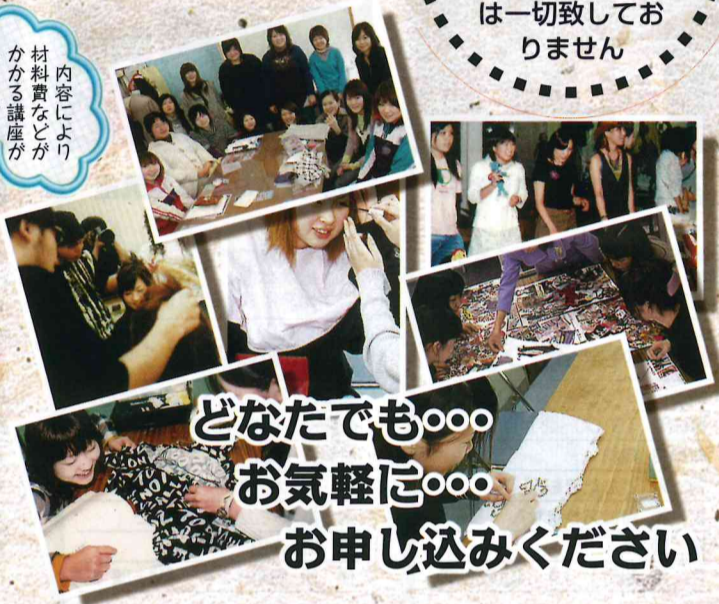 は一切致してお
りません
内容により
材料費などが
かかる講座が
どなたでも•••
お気軽に•••
お申し込みください